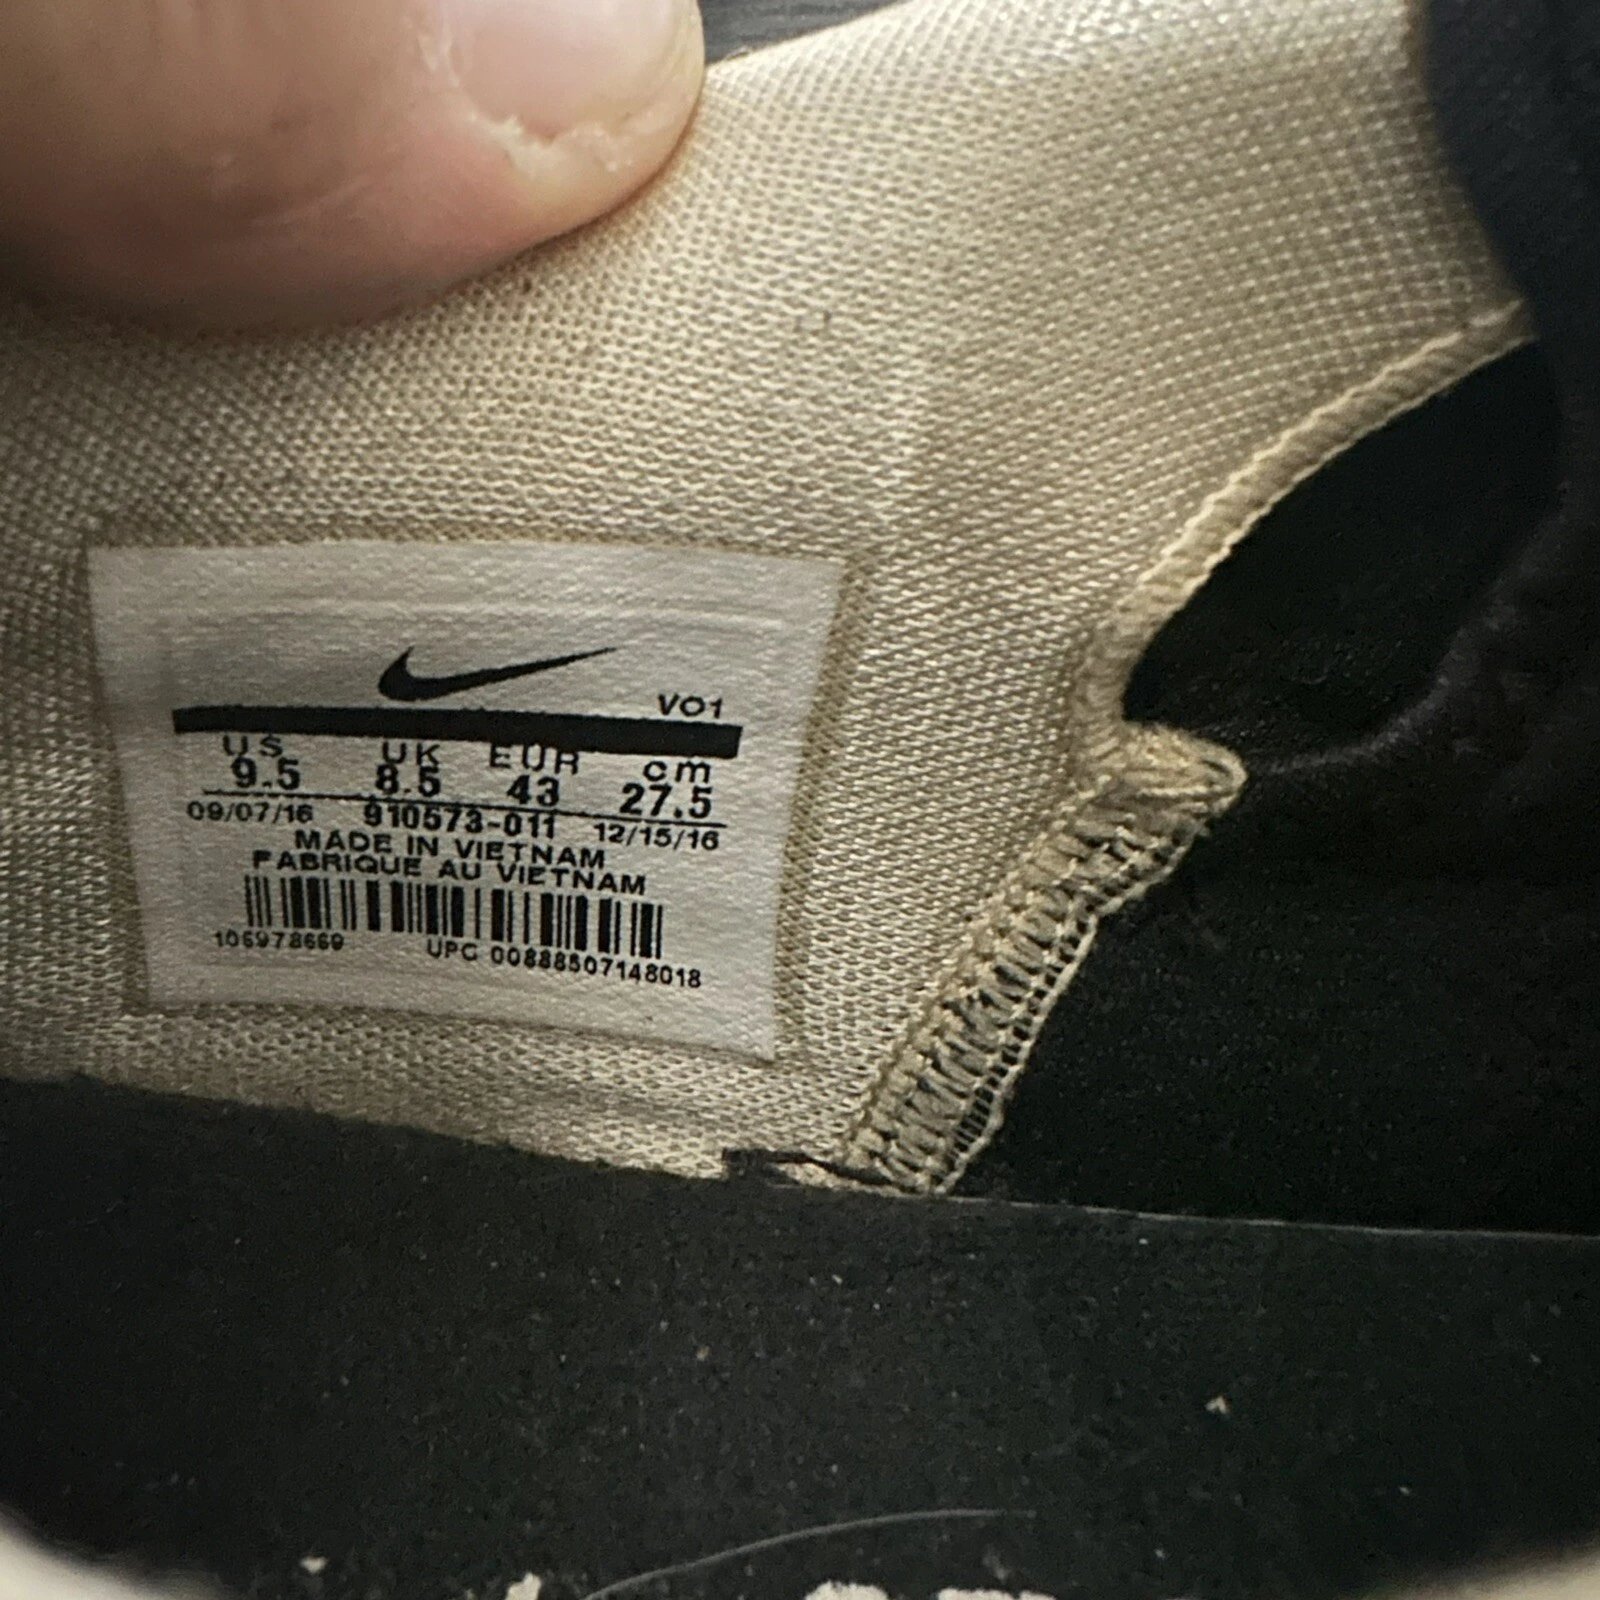 VO1
US UK EUR cm
9.5 8.5 43 27.5
09/07/16 910573-011 12/15/16
MADE IN VIETNAM
FABRIQUE AU VIETNAM
106978669 UPC 00888507148018